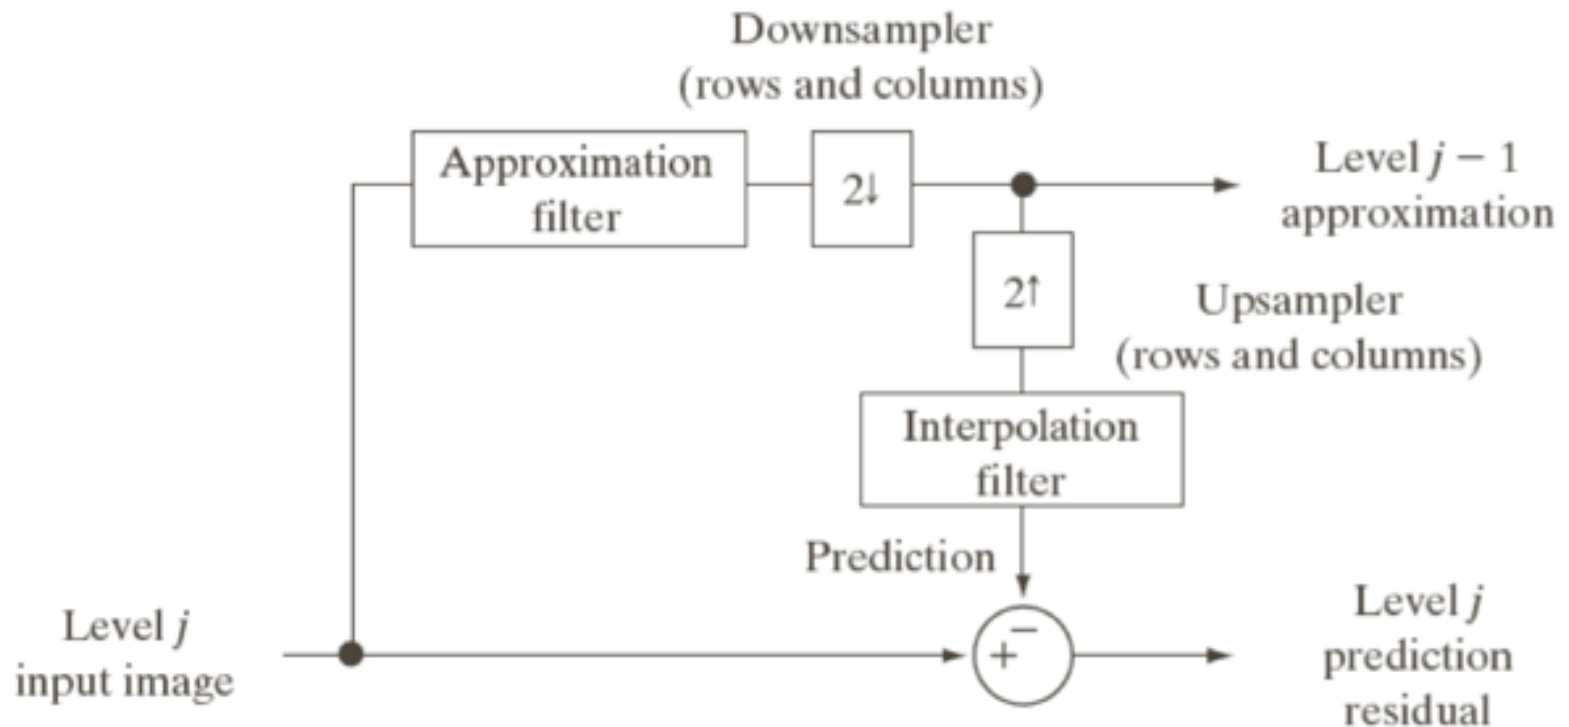 Downsampler
(rows and columns)
Approximation
filter
2↓
Level j − 1
approximation
2↑
Upsampler
(rows and columns)
Interpolation
filter
Prediction
Level j
input image
+
−
Level j
prediction
residual